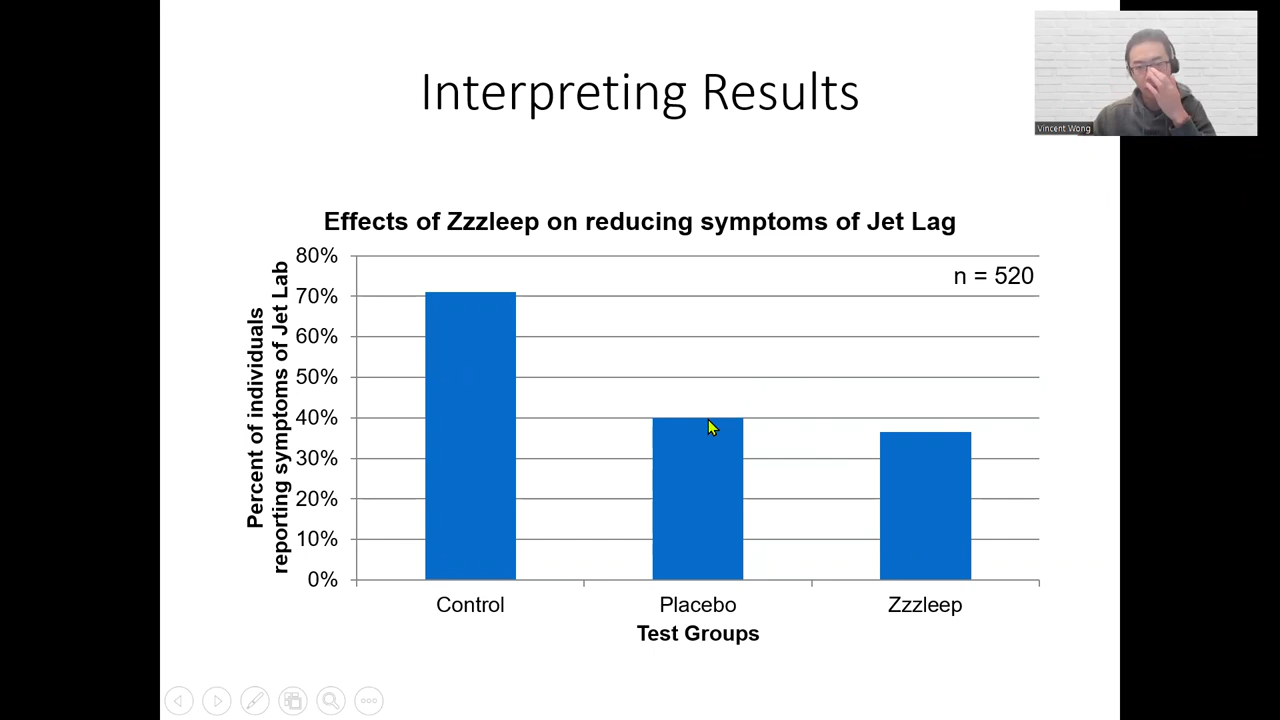 Interpreting Results
Vincent Wong
Effects of Zzzleep on reducing symptoms of Jet Lag
n = 520
Percent of individuals
reporting symptoms of Jet Lab
80%
70%
60%
50%
40%
30%
20%
10%
0%
Control
Placebo
Zzzleep
Test Groups